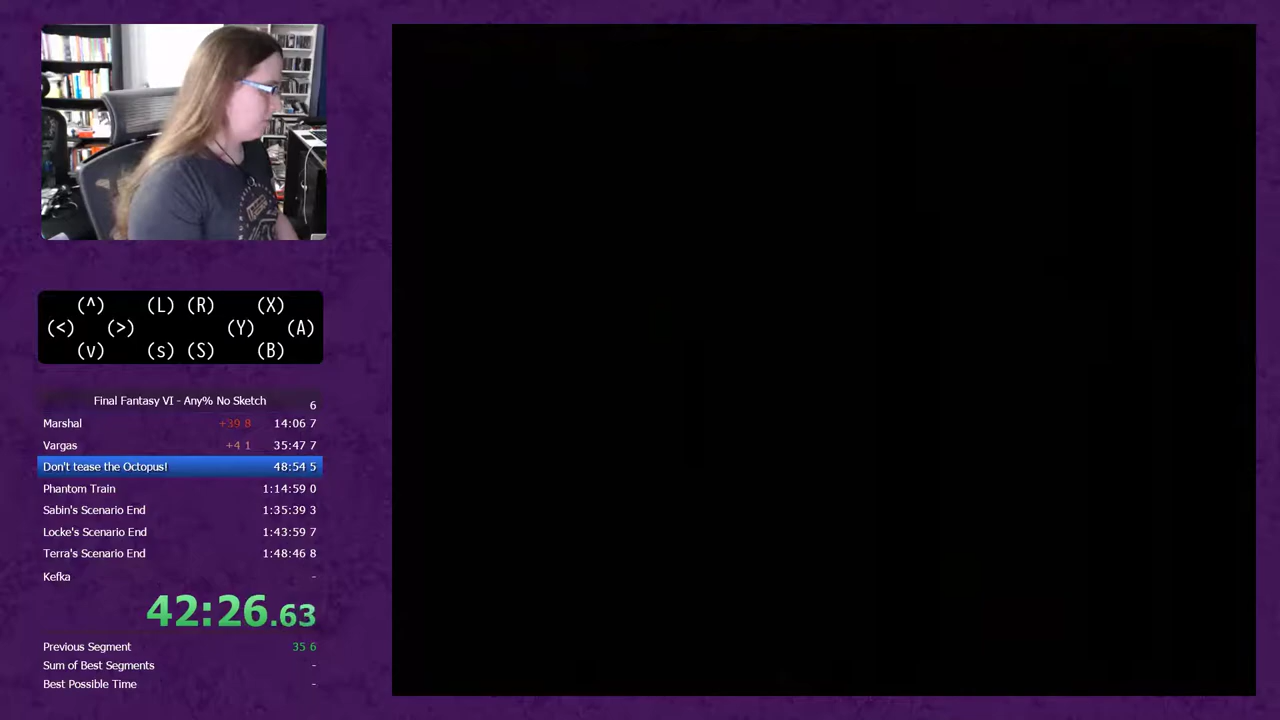 (^) (L) (R) (X)
(<) (>) (Y) (A)
(v) (s) (S) (B)
Final Fantasy VI - Any% No Sketch 6
Marshal +39 8 14:06 7
Vargas +4 1 35:47 7
Don't tease the Octopus! 48:54 5
Phantom Train 1:14:59 0
Sabin's Scenario End 1:35:39 3
Locke's Scenario End 1:43:59 7
Terra's Scenario End 1:48:46 8
Kefka -
42:26.63
Previous Segment 35 6
Sum of Best Segments -
Best Possible Time -